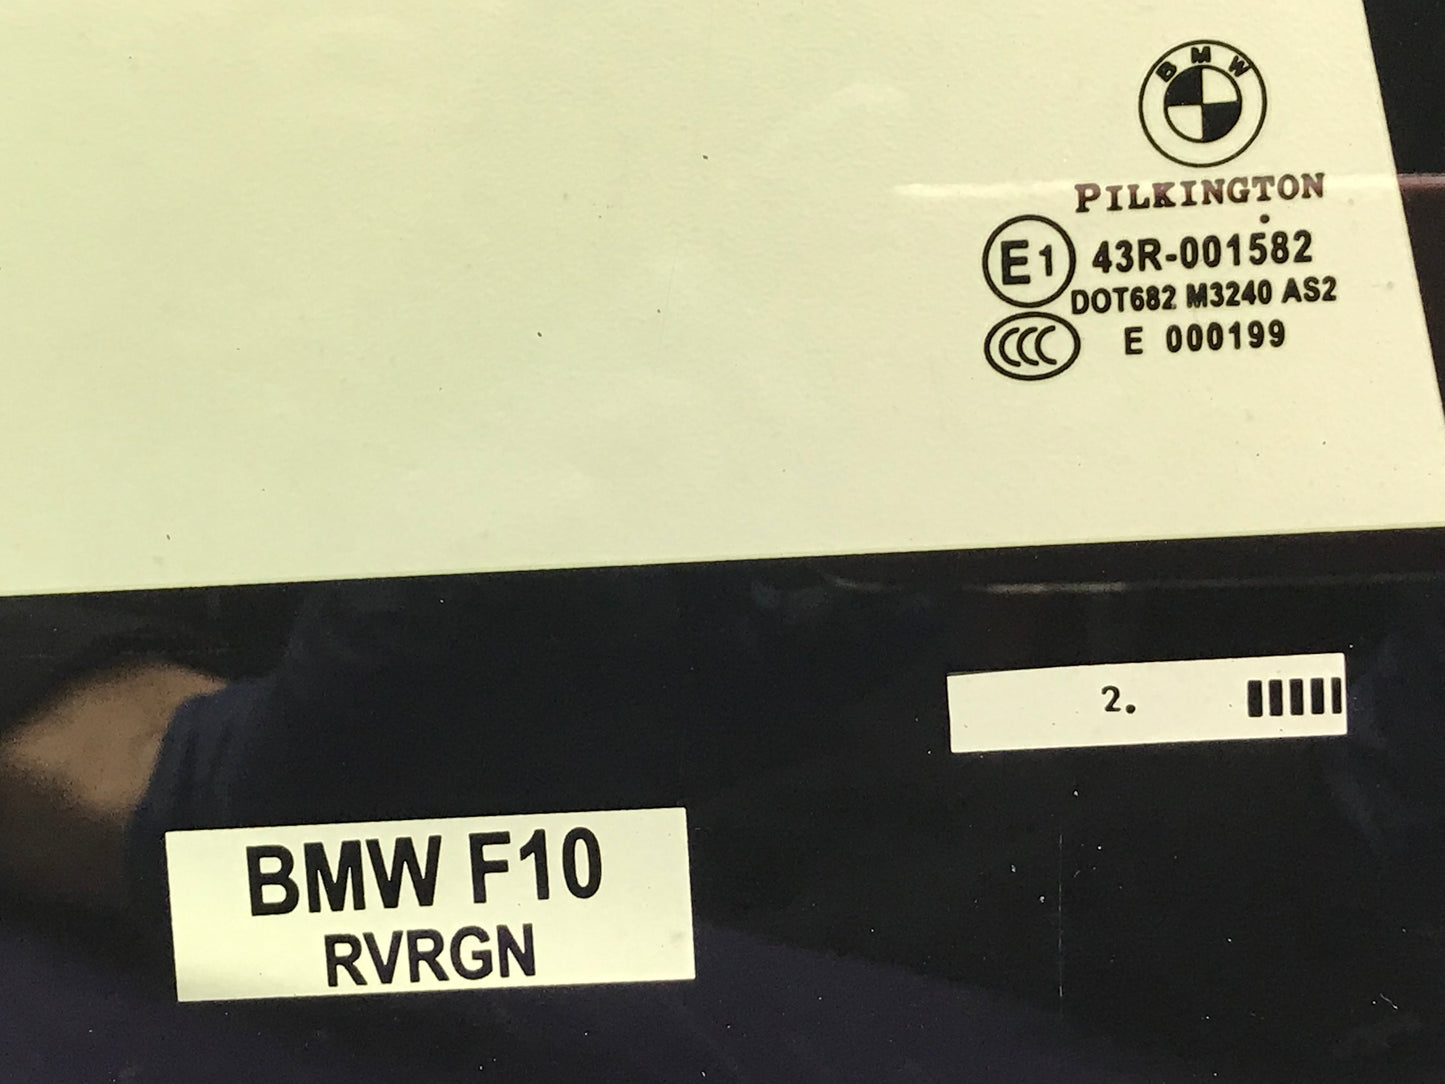 BMW
PILKINGTON
E1 43R-001582
DOT682 M3240 AS2
CCC E 000199
2.
BMW F10
RVRGN